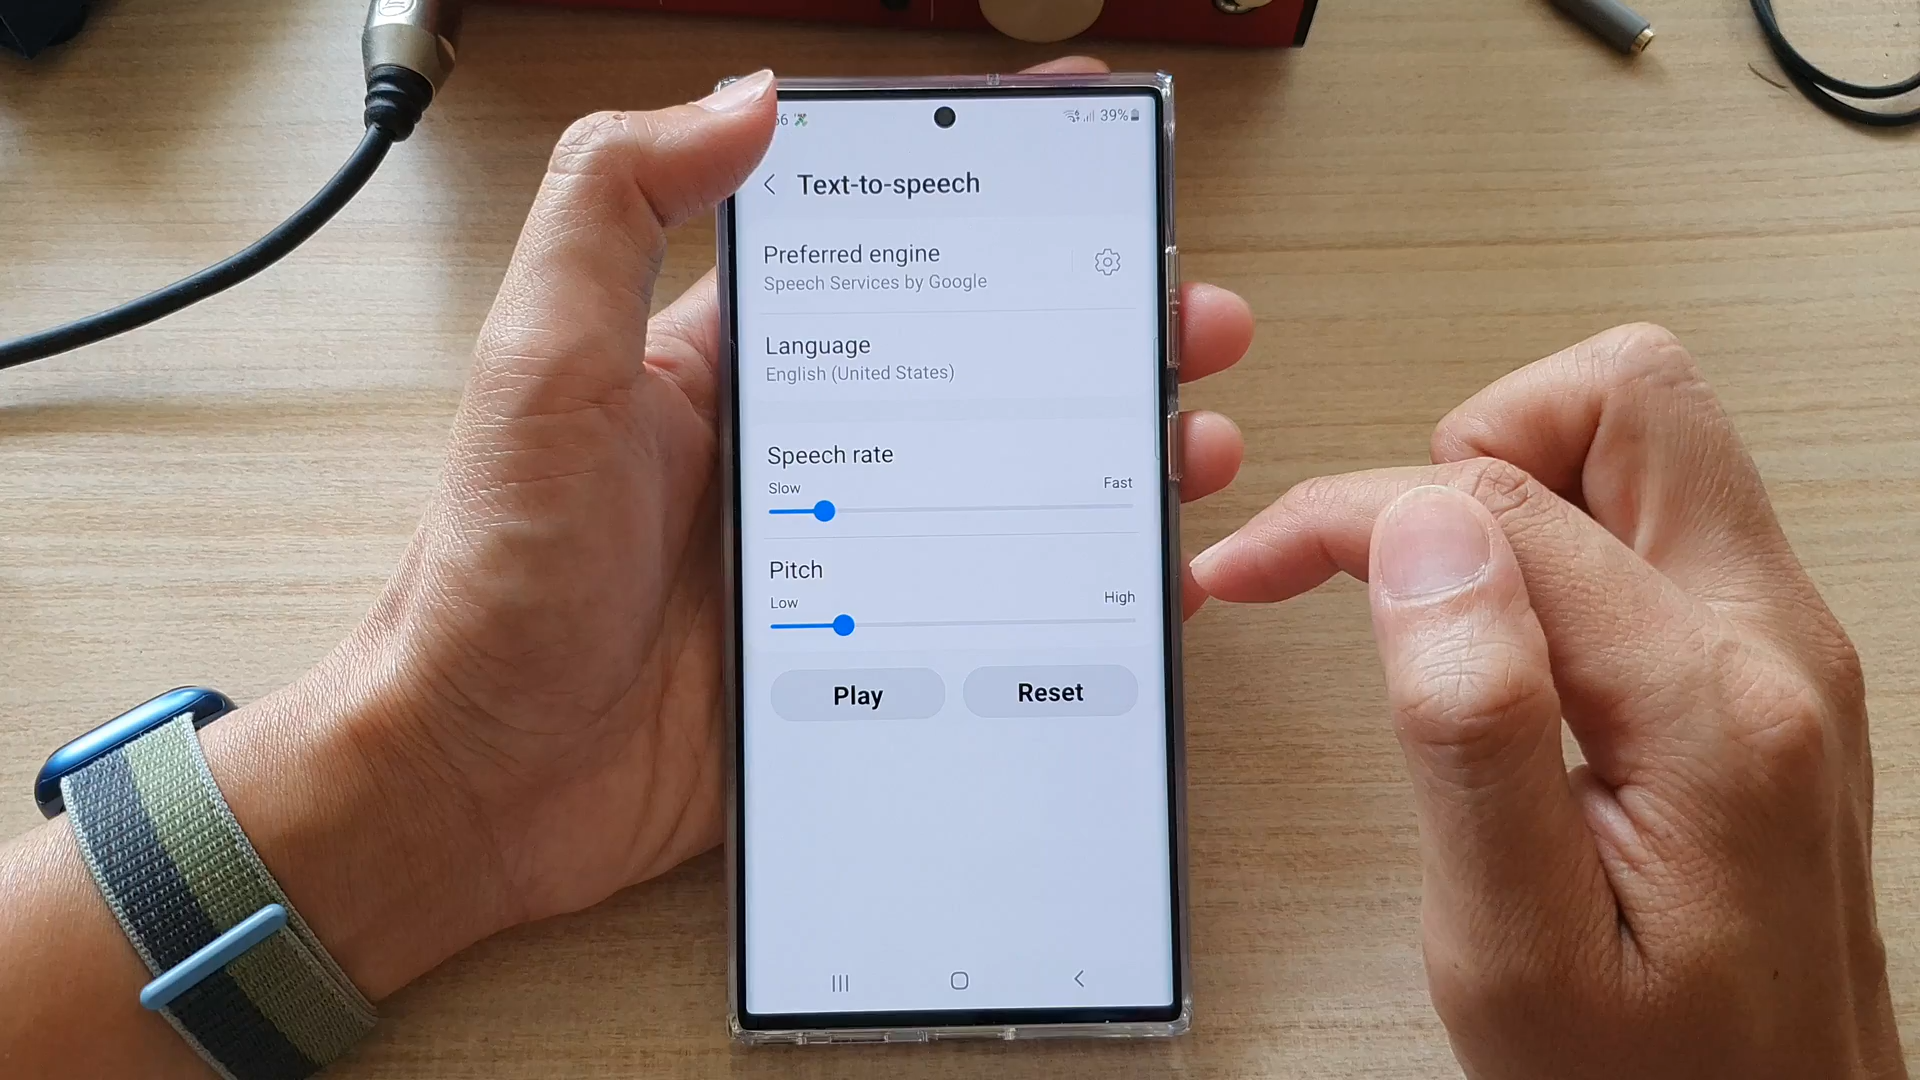 39%
Text-to-speech
Preferred engine
Speech Services by Google
Language
English (United States)
Speech rate
Slow Fast
Pitch
Low High
Play Reset